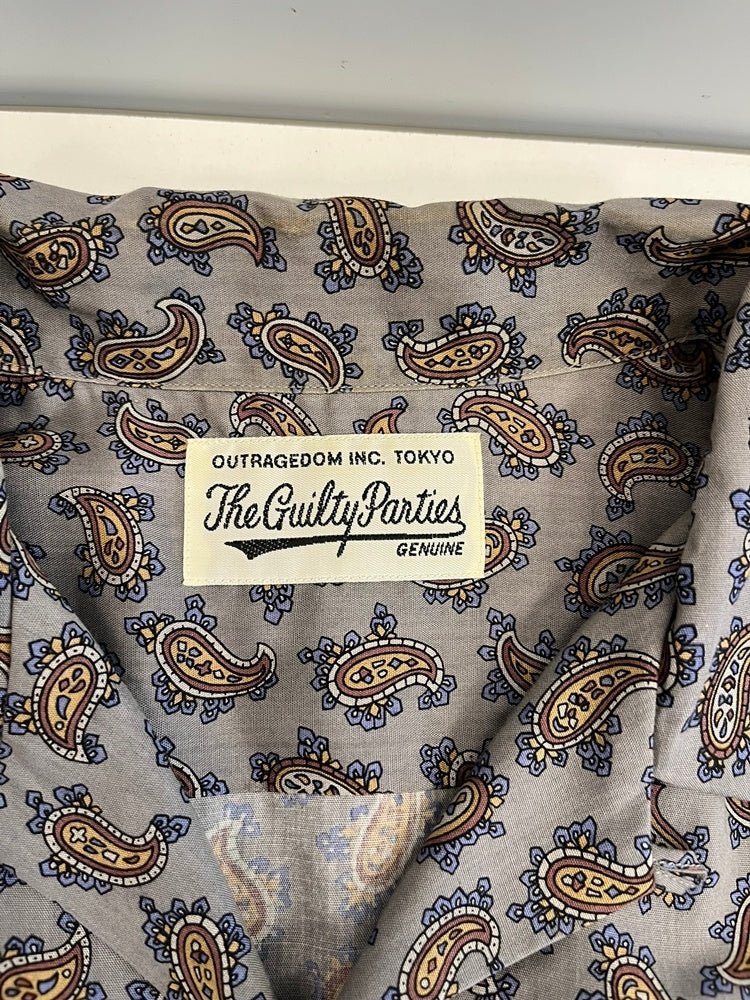 OUTRAGEDOM INC. TOKYO
The Guilty Parties
GENUINE